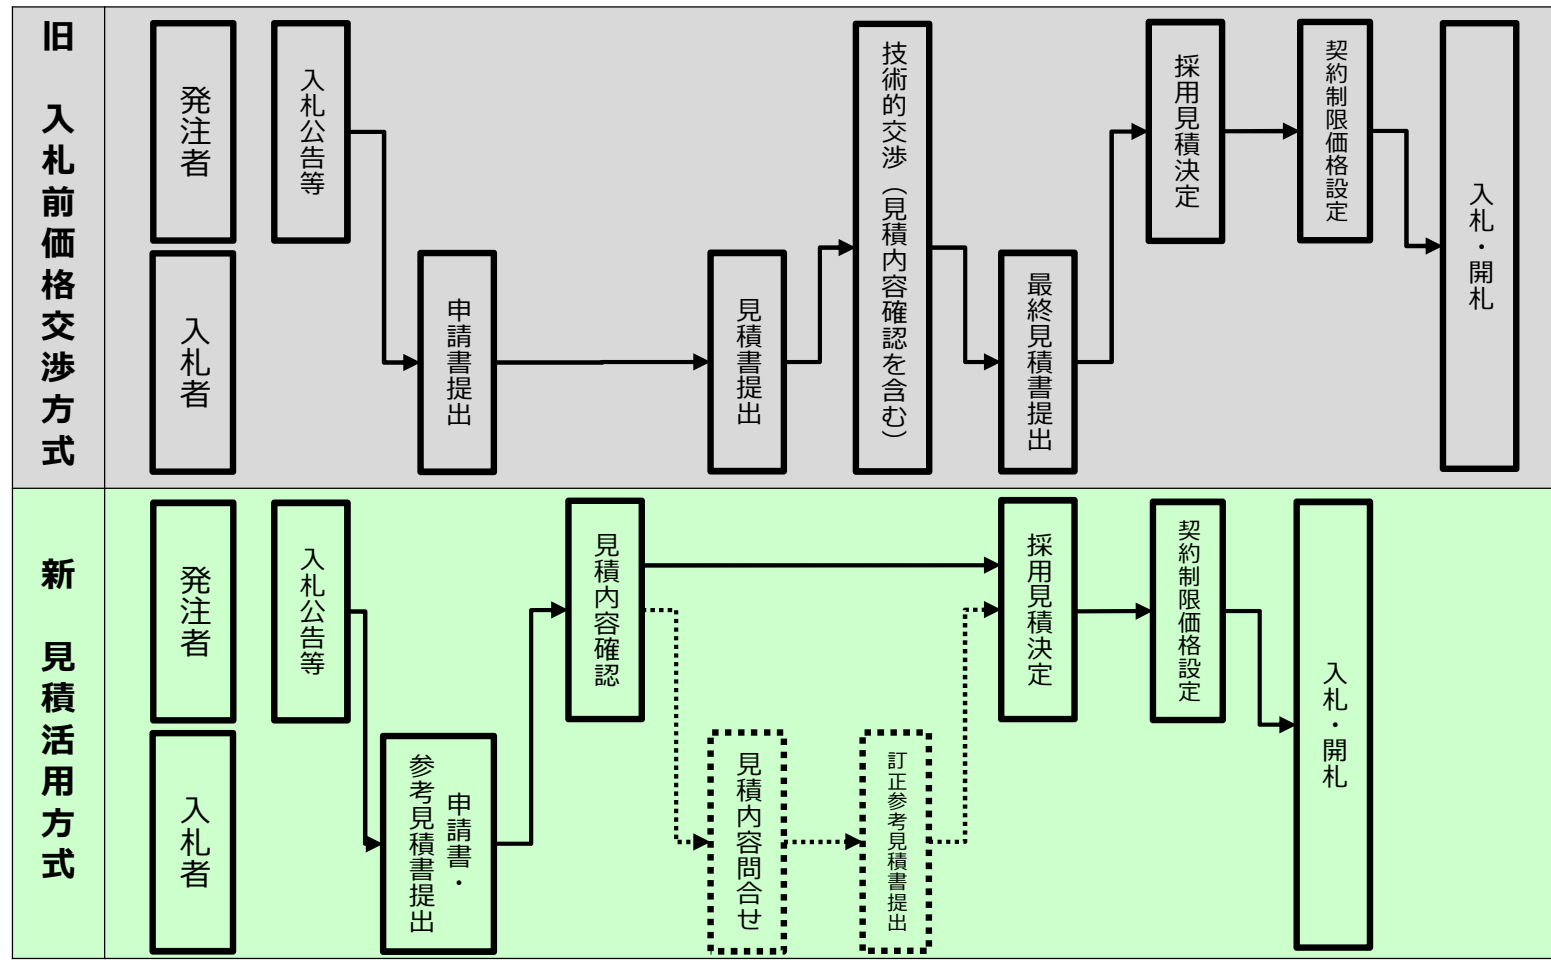 旧 入札前価格交渉方式
発注者
入札者
入札公告等
申請書提出
見積書提出
技術的交渉（見積内容確認を含む）
最終見積書提出
採用見積決定
契約制限価格設定
入札・開札
新 見積活用方式
発注者
入札者
入札公告等
申請書・
参考見積書提出
見積内容確認
見積内容問合せ
訂正参考見積書提出
採用見積決定
契約制限価格設定
入札・開札